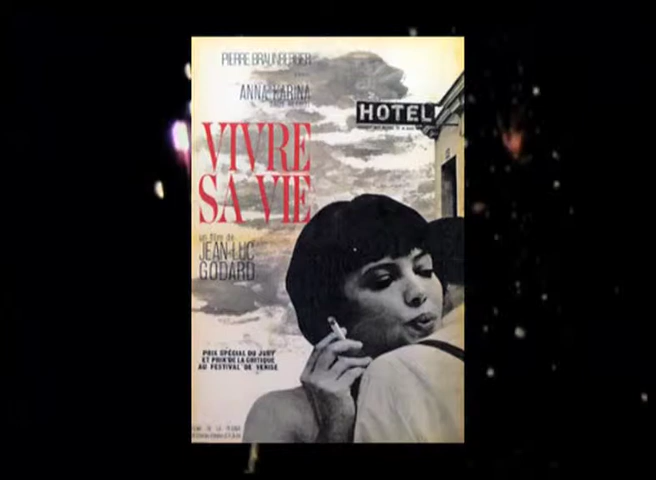 PIERRE BRAUNBERGER
ANNA KARINA
HOTEL
VIVRE
SA VIE
un film de
JEAN-LUC
GODARD
PRIX SPÉCIAL DU JURY
ET PRIX DE LA CRITIQUE
AU FESTIVAL DE VENISE